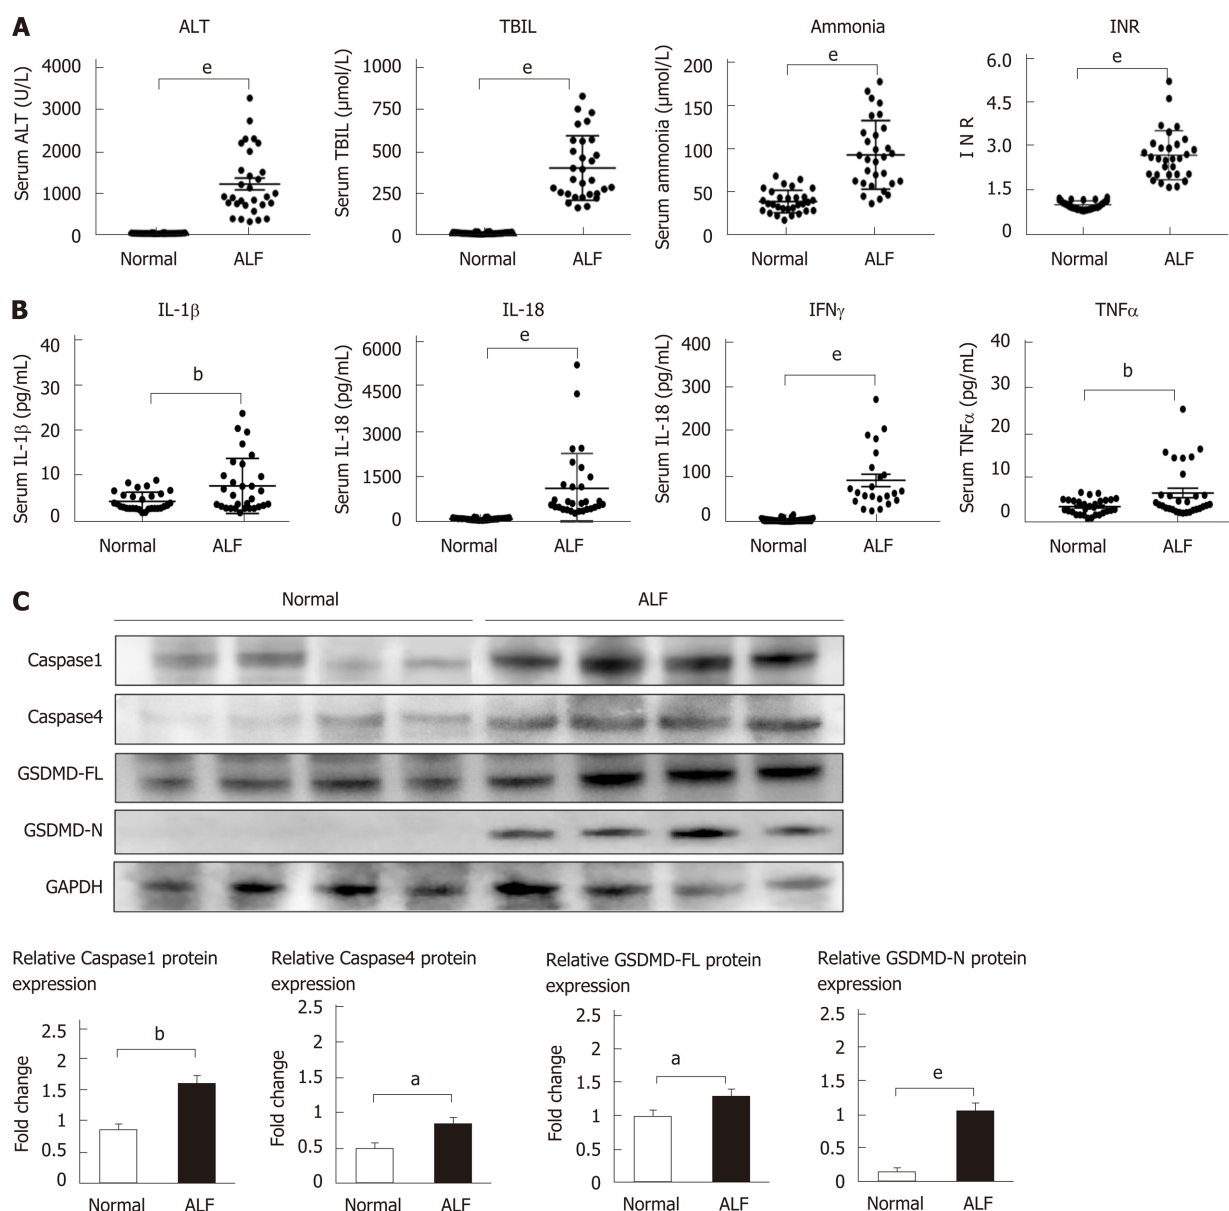 A
ALT
TBIL
Ammonia
INR
Serum ALT (U/L)
4000
3000
2000
1000
0
e
Normal
ALF
Serum TBIL (μmol/L)
1000
750
500
250
0
e
Normal
ALF
Serum ammonia (μmol/L)
200
150
100
50
0
e
Normal
ALF
I N R
6.0
4.5
3.0
1.5
0
e
Normal
ALF
B
IL-1β
IL-18
IFNγ
TNFα
Serum IL-1β (pg/mL)
40
30
20
10
0
b
Normal
ALF
Serum IL-18 (pg/mL)
6000
4500
3000
1500
0
e
Normal
ALF
Serum IL-18 (pg/mL)
400
300
200
100
0
e
Normal
ALF
Serum TNFα (pg/mL)
40
30
20
10
0
b
Normal
ALF
C
Normal
ALF
Caspase1
Caspase4
GSDMD-FL
GSDMD-N
GAPDH
Relative Caspase1 protein
expression
Fold change
2.5
2
1.5
1
0.5
0
b
Normal
ALF
Relative Caspase4 protein
expression
Fold change
2.5
2
1.5
1
0.5
0
a
Normal
ALF
Relative GSDMD-FL protein
expression
Fold change
2.5
2
1.5
1
0.5
0
a
Normal
ALF
Relative GSDMD-N protein
expression
2.5
2
1.5
1
0.5
0
e
Normal
ALF